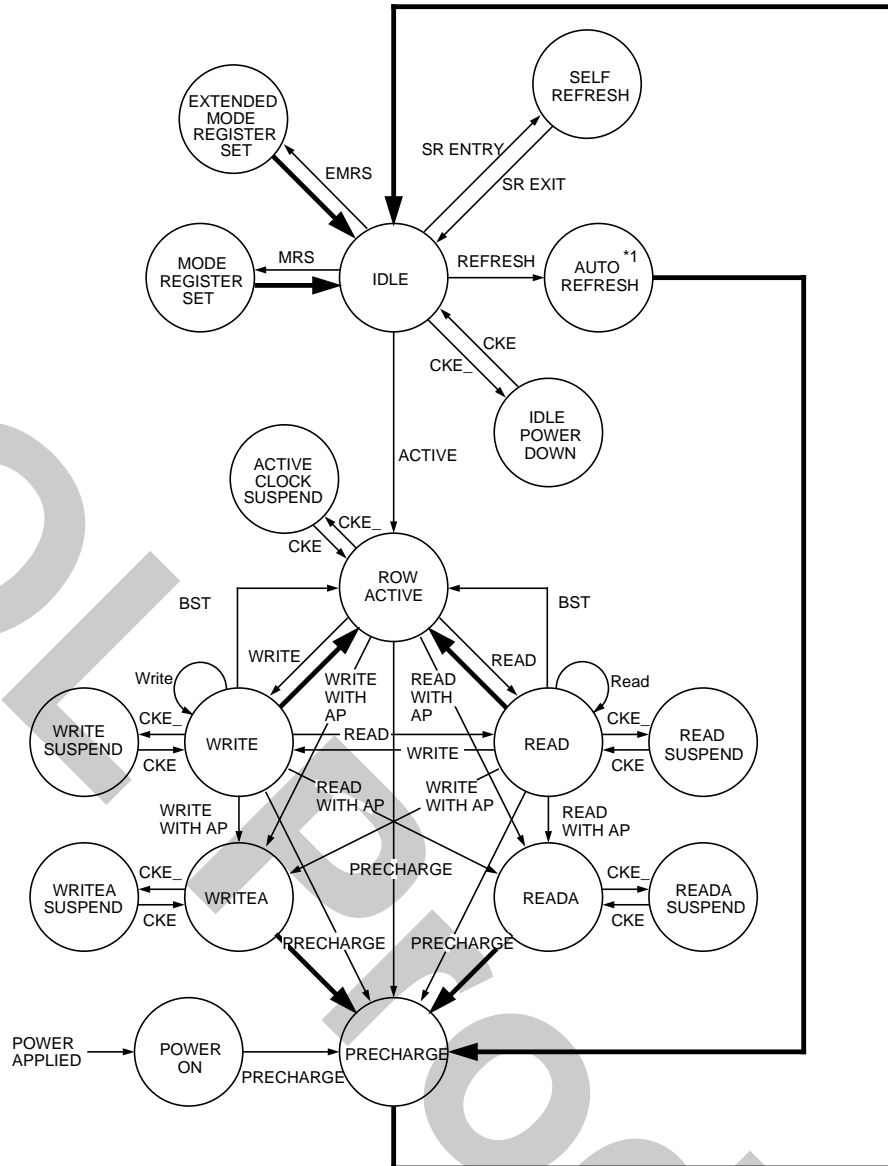 SELF
REFRESH
EXTENDED
MODE
REGISTER
SET
SR ENTRY
EMRS
SR EXIT
MODE
REGISTER
SET
MRS
IDLE
REFRESH
AUTO *1
REFRESH
CKE
CKE_
IDLE
POWER
DOWN
ACTIVE
ACTIVE
CLOCK
SUSPEND
CKE_
CKE
ROW
ACTIVE
BST
BST
WRITE
READ
Write
WRITE
WITH
AP
READ
WITH
AP
Read
WRITE
SUSPEND
CKE_
CKE
WRITE
READ
WRITE
READ
CKE_
CKE
READ
SUSPEND
WRITE
WITH AP
READ
WITH AP
WRITE
WITH AP
READ
WITH AP
PRECHARGE
WRITEA
SUSPEND
CKE_
CKE
WRITEA
READA
CKE_
CKE
READA
SUSPEND
PRECHARGE
PRECHARGE
POWER
APPLIED
POWER
ON
PRECHARGE
PRECHARGE